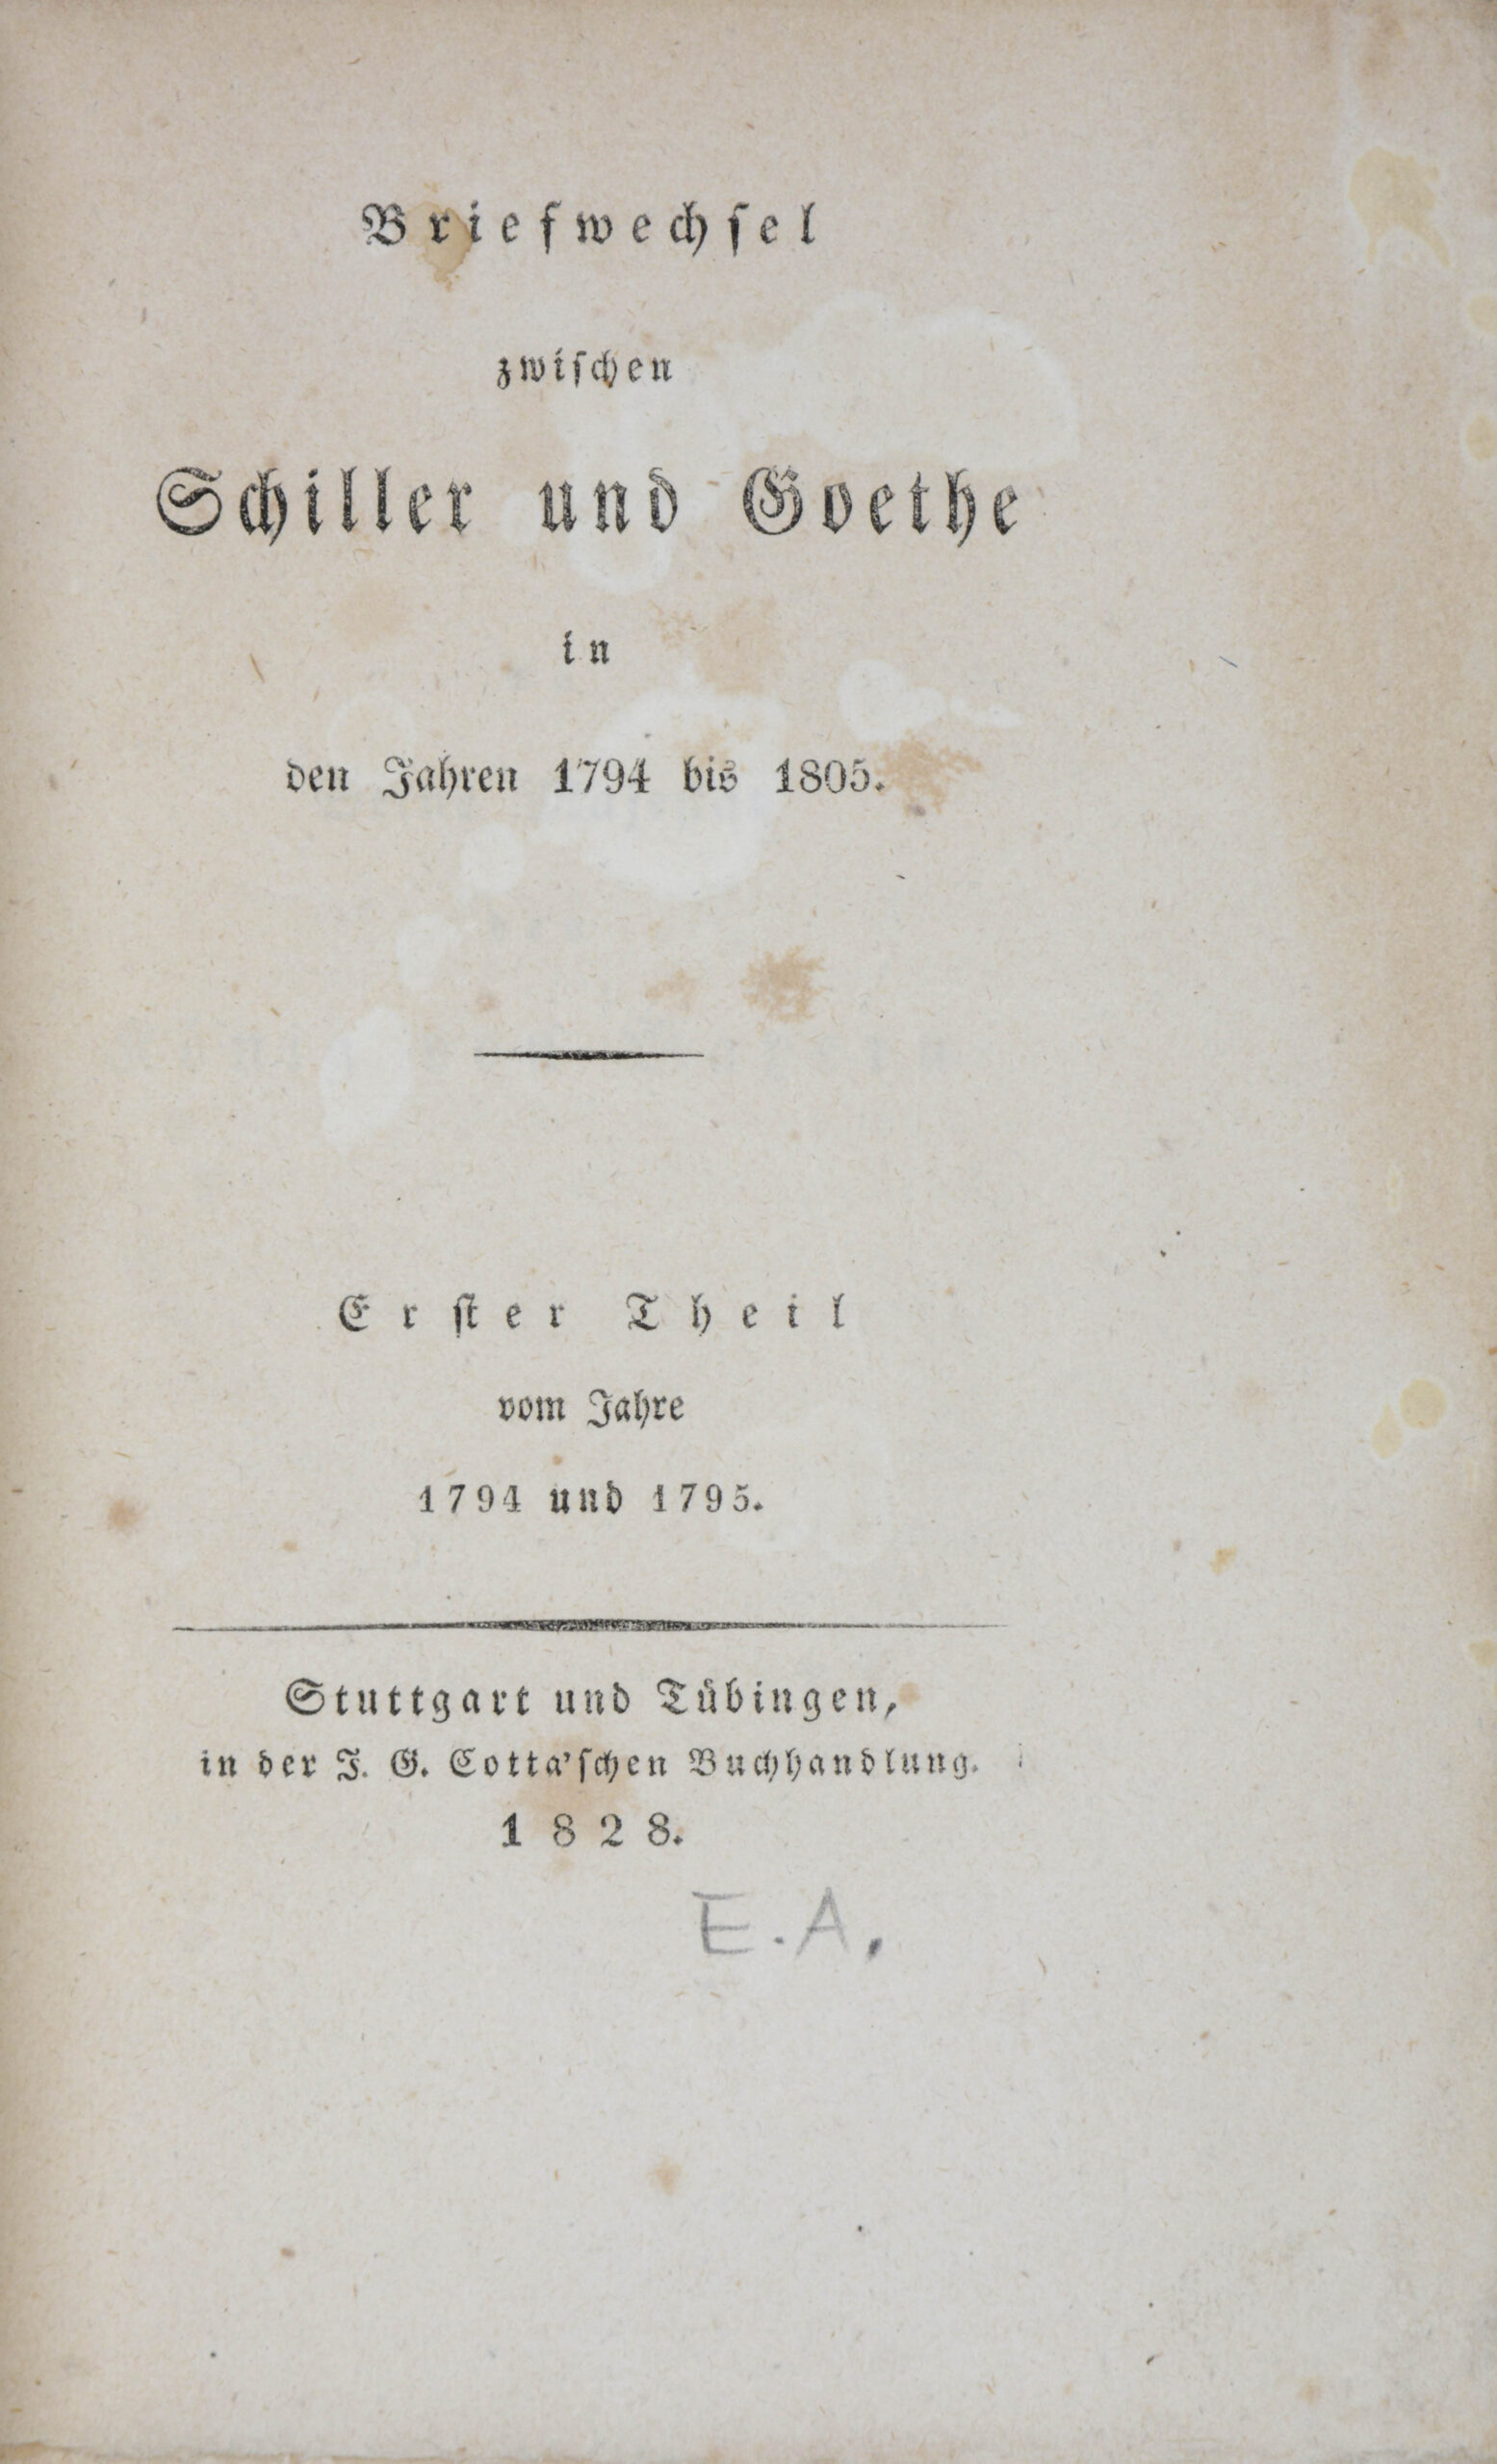 Briefwechſel
zwiſchen
Schiller und Goethe
in
den Jahren 1794 bis 1805.
Erſter Theil
vom Jahre
1794 und 1795.
Stuttgart und Tübingen,
in der J. G. Cotta'ſchen Buchhandlung.
1828.
E.A.